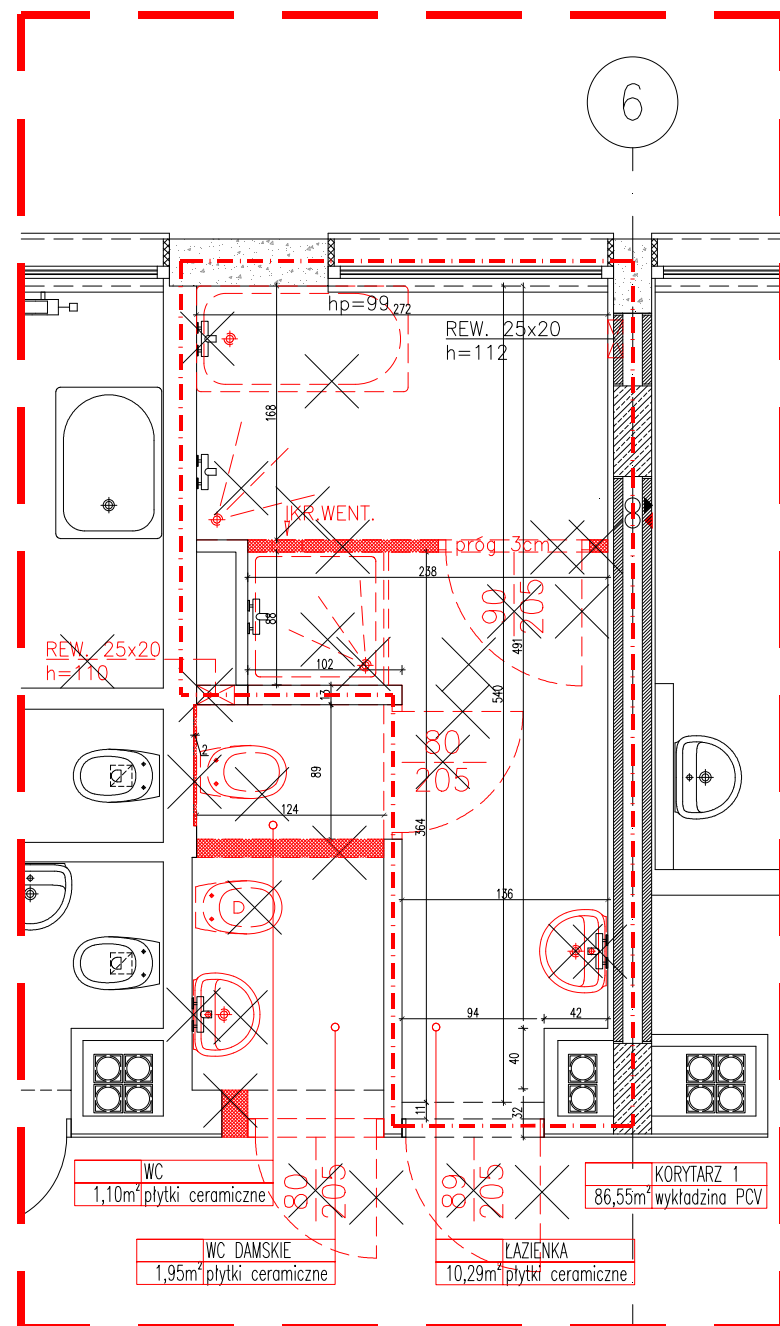 6
hp=99
272
REW. 25x20
h=112
168
KR.WENT.
próg 3cm
238
90
205
491
88
REW. 25x20
h=110
102
540
13
2
80
205
89
124
364
136
94
42
40
11
32
80
205
89
205
WC
1,10m² płytki ceramiczne
KORYTARZ 1
86,55m² wykładzina PCV
WC DAMSKIE
1,95m² płytki ceramiczne
ŁAZIENKA
10,29m² płytki ceramiczne